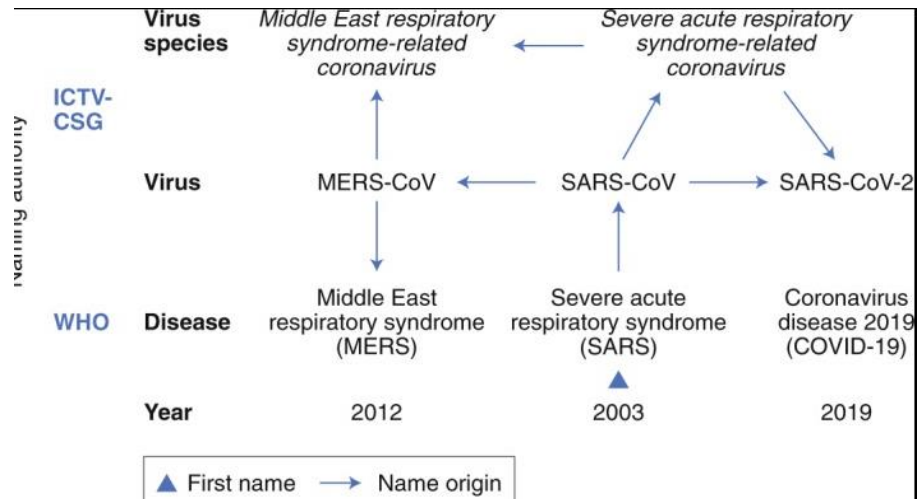 Virus species
Middle East respiratory syndrome-related coronavirus
Severe acute respiratory syndrome-related coronavirus
Naming authority
ICTV-CSG
Virus
MERS-CoV
SARS-CoV
SARS-CoV-2
WHO
Disease
Middle East respiratory syndrome (MERS)
Severe acute respiratory syndrome (SARS)
Coronavirus disease 2019 (COVID-19)
Year
2012
2003
2019
First name
Name origin